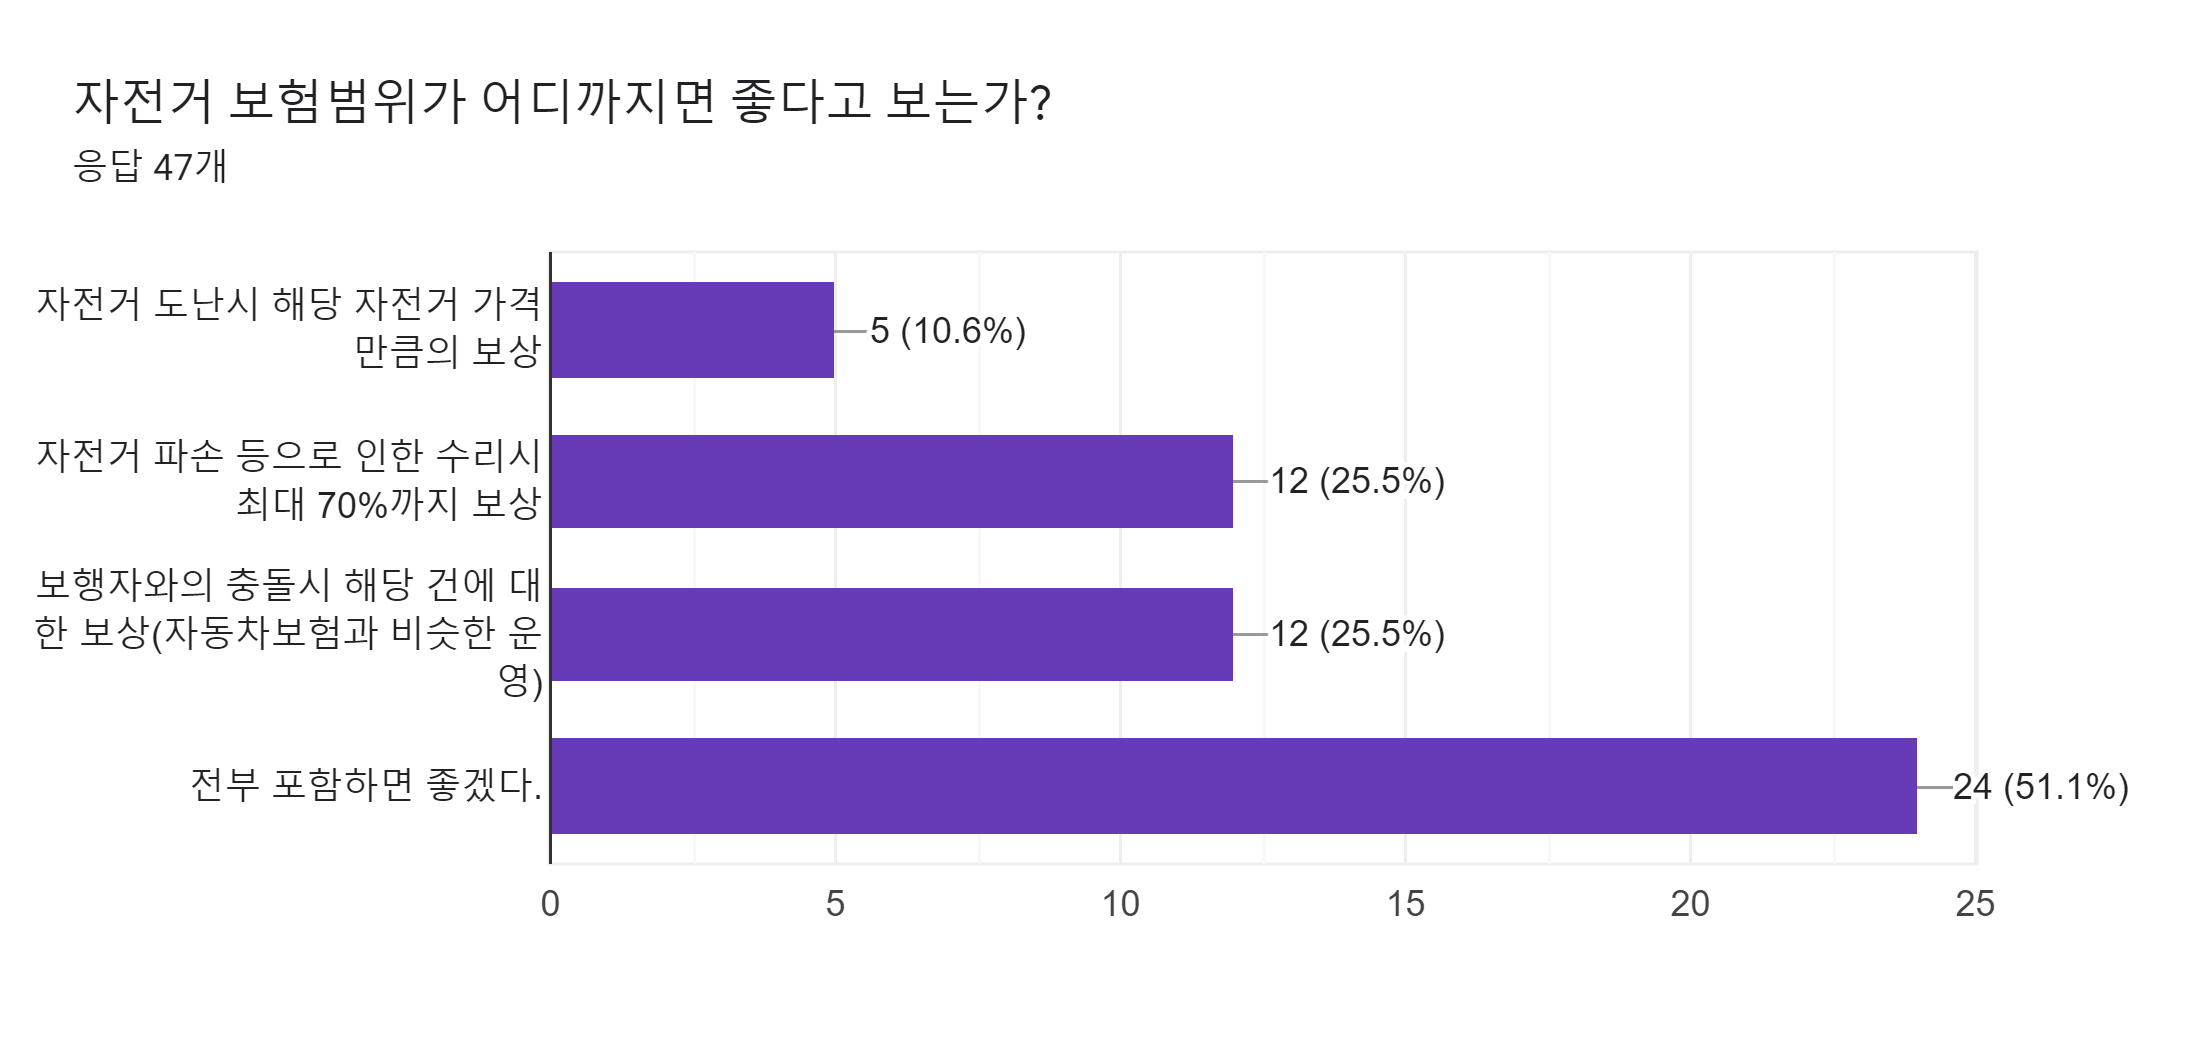 자전거 보험범위가 어디까지면 좋다고 보는가?
응답 47개
자전거 도난시 해당 자전거 가격
만큼의 보상
5 (10.6%)
자전거 파손 등으로 인한 수리시
최대 70%까지 보상
12 (25.5%)
보행자와의 충돌시 해당 건에 대
한 보상(자동차보험과 비슷한 운
영)
12 (25.5%)
전부 포함하면 좋겠다.
24 (51.1%)
0 5 10 15 20 25